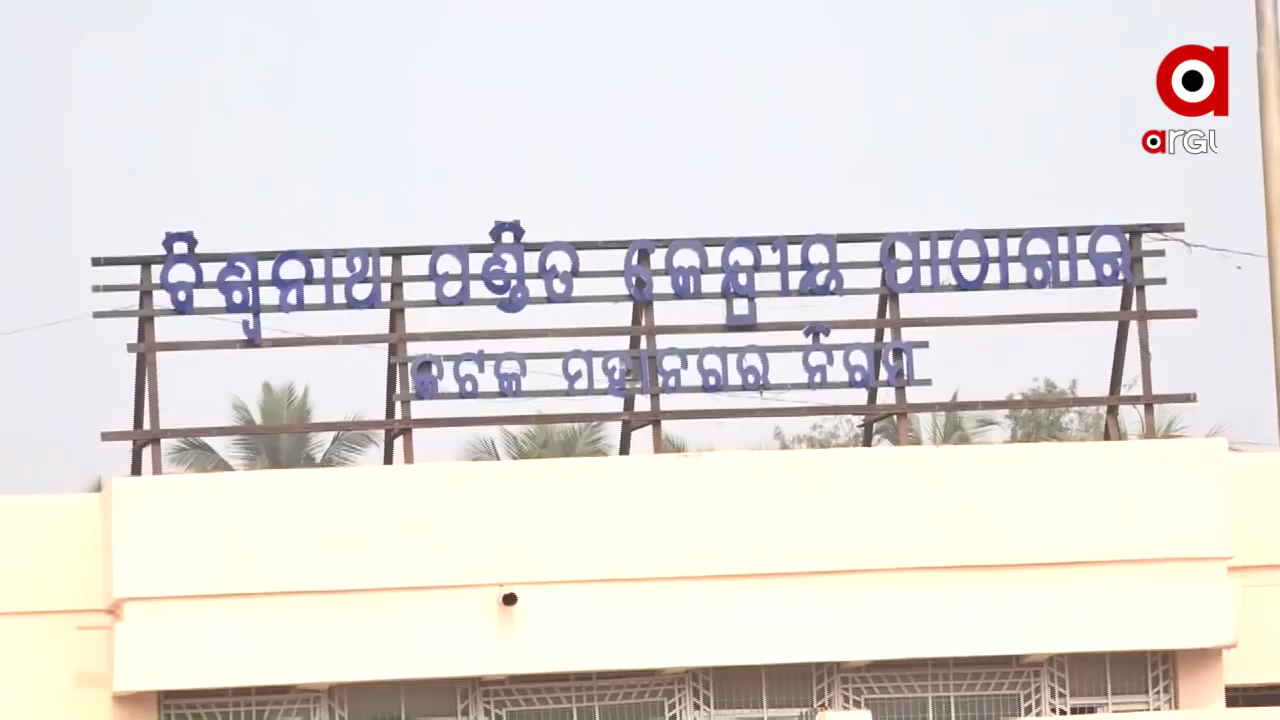 ବିଶ୍ୱନାଥ ପଣ୍ଡିତ କେନ୍ଦ୍ରୀୟ ପାଠାଗାର
କଟକ ମହାନଗର ନିଗମ